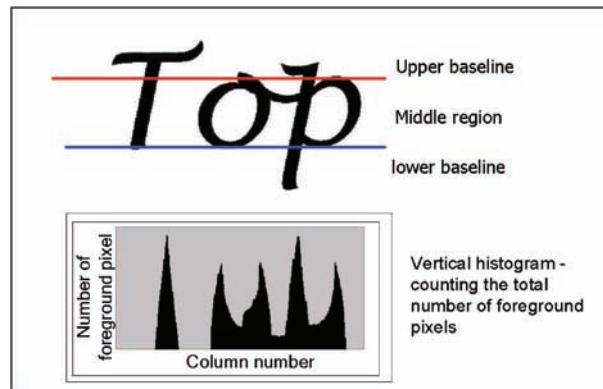 Top
Upper baseline
Middle region
lower baseline
Number of
foreground pixel
Column number
Vertical histogram -
counting the total
number of foreground
pixels